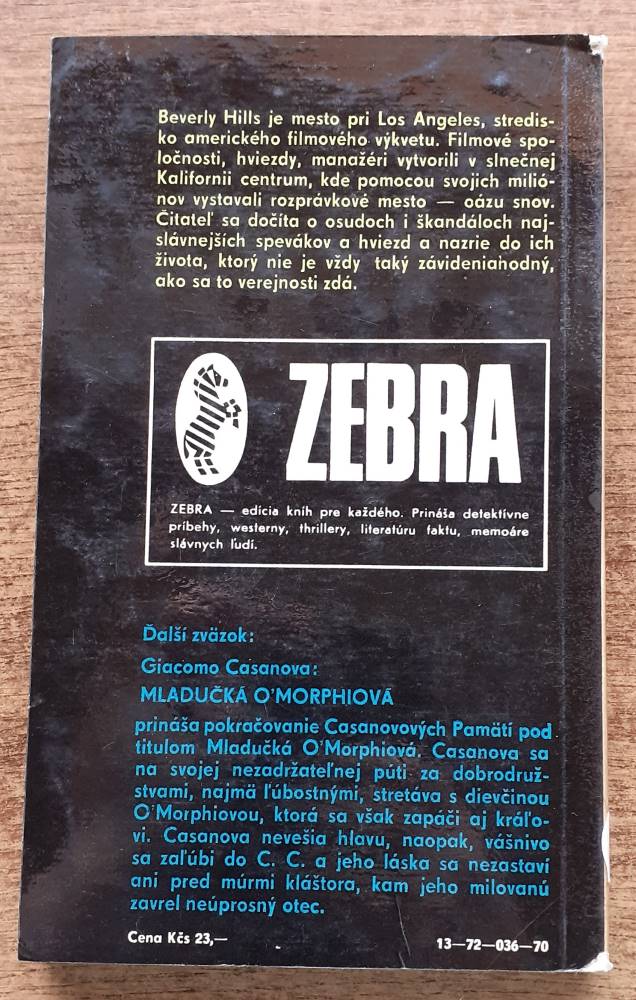 Beverly Hills je mesto pri Los Angeles, stredis-
ko amerického filmového výkvetu. Filmové spo-
ločnosti, hviezdy, manažéri vytvorili v slnečnej
Kalifornii centrum, kde pomocou svojich milió-
nov vystavali rozprávkové mesto — oázu snov.
Čitateľ sa dočíta o osudoch i škandáloch naj-
slávnejších spevákov a hviezd a nazrie do ich
života, ktorý nie je vždy taký závideniahodný,
ako sa to verejnosti zdá.
ZEBRA
ZEBRA — edícia kníh pre každého. Prináša detektívne
príbehy, westerny, thrillery, literatúru faktu, memoáre
slávnych ľudí.
Ďalší zväzok:
Giacomo Casanova:
MLADUČKÁ O'MORPHIOVÁ
prináša pokračovanie Casanovových Pamätí pod
titulom Mladučká O'Morphiová. Casanova sa
na svojej nezadržateľnej púti za dobrodruž-
stvami, najmä ľúbostnými, stretáva s dievčinou
O'Morphiovou, ktorá sa však zapáči aj kráľo-
vi. Casanova nevešia hlavu, naopak, vášnivo
sa zaľúbi do C. C. a jeho láska sa nezastaví
ani pred múrmi kláštora, kam jeho milovanú
zavrel neúprosný otec.
Cena Kčs 23,—
13—72—036—70